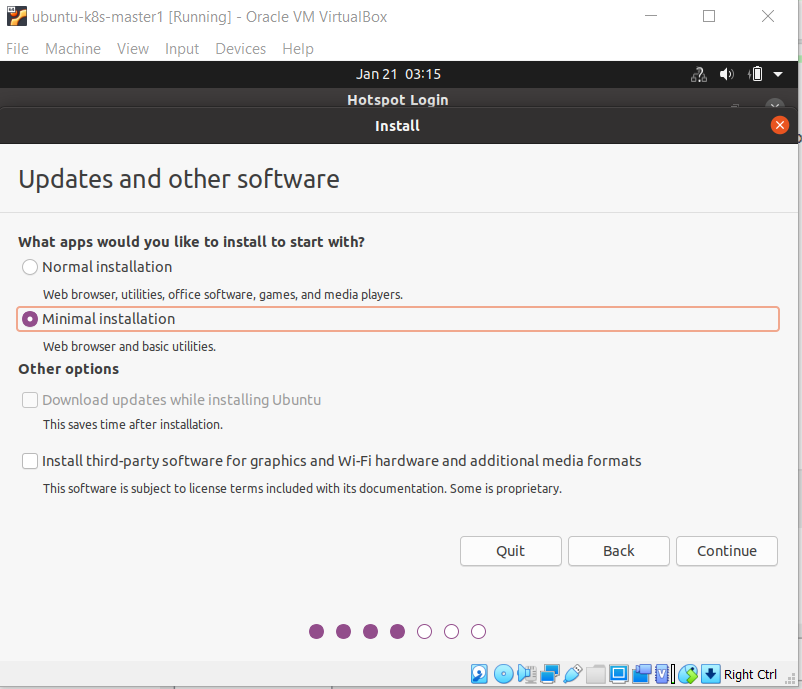 ubuntu-k8s-master1 [Running] - Oracle VM VirtualBox
File Machine View Input Devices Help
Jan 21 03:15
Hotspot Login
Install
Updates and other software
What apps would you like to install to start with?
Normal installation
Web browser, utilities, office software, games, and media players.
Minimal installation
Web browser and basic utilities.
Other options
Download updates while installing Ubuntu
This saves time after installation.
Install third-party software for graphics and Wi-Fi hardware and additional media formats
This software is subject to license terms included with its documentation. Some is proprietary.
Quit Back Continue
Right Ctrl